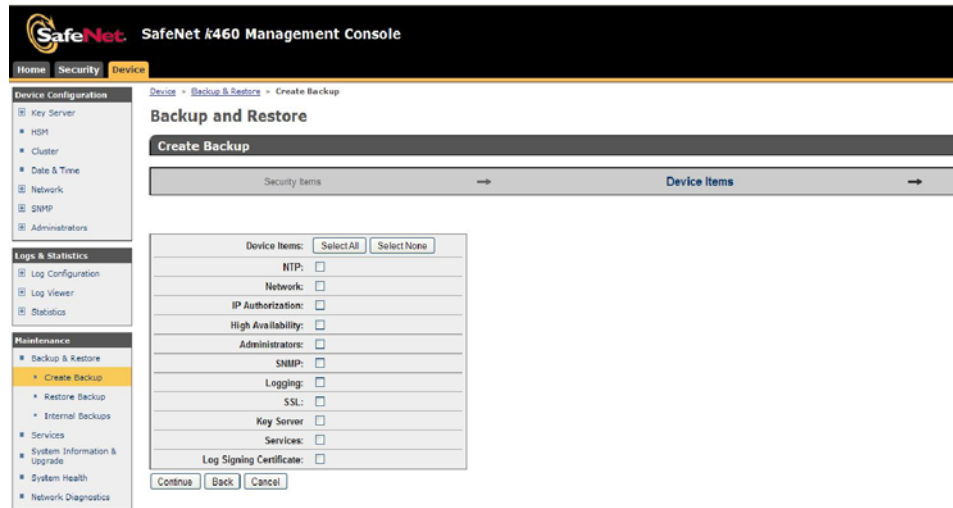 SafeNet. SafeNet k460 Management Console
Home Security Device
Device Configuration
Key Server
HSM
Cluster
Date & Time
Network
SNMP
Administrators
Logs & Statistics
Log Configuration
Log Viewer
Statistics
Maintenance
Backup & Restore
Create Backup
Restore Backup
Internal Backups
Services
System Information &
Upgrade
System Health
Network Diagnostics
Device » Backup & Restore » Create Backup
Backup and Restore
Create Backup
Security Items → Device Items →
Device Items: Select All Select None
NTP:
Network:
IP Authorization:
High Availability:
Administrators:
SNMP:
Logging:
SSL:
Key Server
Services:
Log Signing Certificate:
Continue Back Cancel